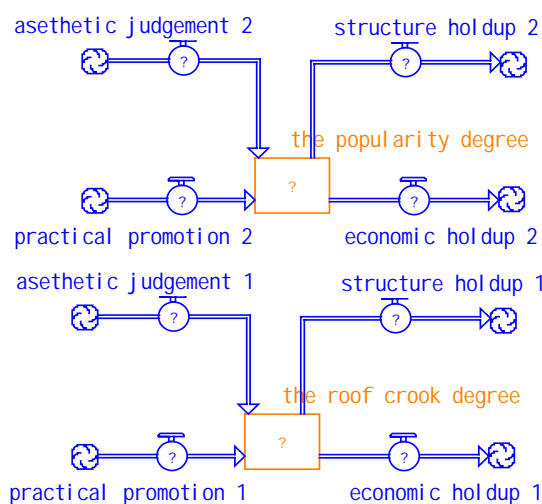 asethetic judgement 2
structure holdup 2
?
?
the popularity degree
?
?
?
practical promotion 2
economic holdup 2
asethetic judgement 1
structure holdup 1
?
?
the roof crook degree
?
?
?
practical promotion 1
economic holdup 1